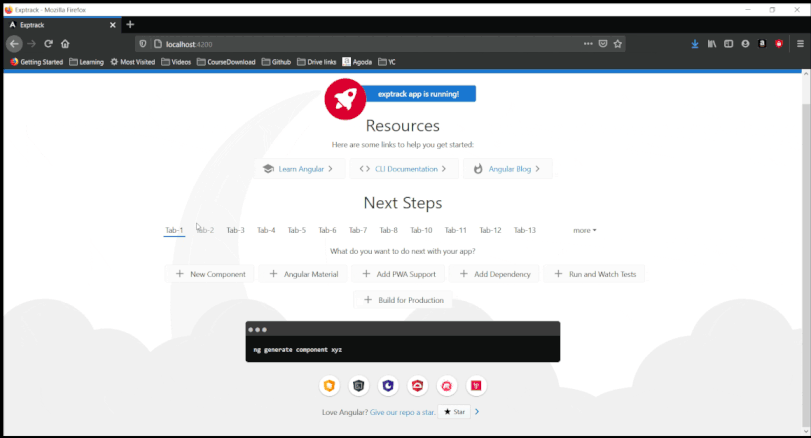 Exptrack - Mozilla Firefox
Exptrack
localhost:4200
Getting Started Learning Most Visited Videos CourseDownload Github Drive links Agoda YC
exptrack app is running!
Resources
Here are some links to help you get started:
Learn Angular CLI Documentation Angular Blog
Next Steps
Tab-1 Tab-2 Tab-3 Tab-4 Tab-5 Tab-6 Tab-7 Tab-8 Tab-10 Tab-11 Tab-12 Tab-13 more
What do you want to do next with your app?
New Component Angular Material Add PWA Support Add Dependency Run and Watch Tests
Build for Production
ng generate component xyz
Love Angular? Give our repo a star. Star